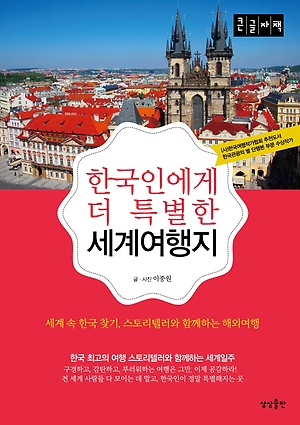 큰글자책
(사)한국여행작가협회 추천도서
한국관광의 별 단행본 부문 수상작가
한국인에게
더 특별한
세계여행지
글·사진 이종원
세계 속 한국 찾기, 스토리텔러와 함께하는 해외여행
한국 최고의 여행 스토리텔러와 함께하는 세계일주
구경하고, 감탄하고, 부러워하는 여행은 그만, 이제 공감하라!
전 세계 사람들 다 모이는 데 말고, 한국인이 정말 특별해지는 곳
상상출판